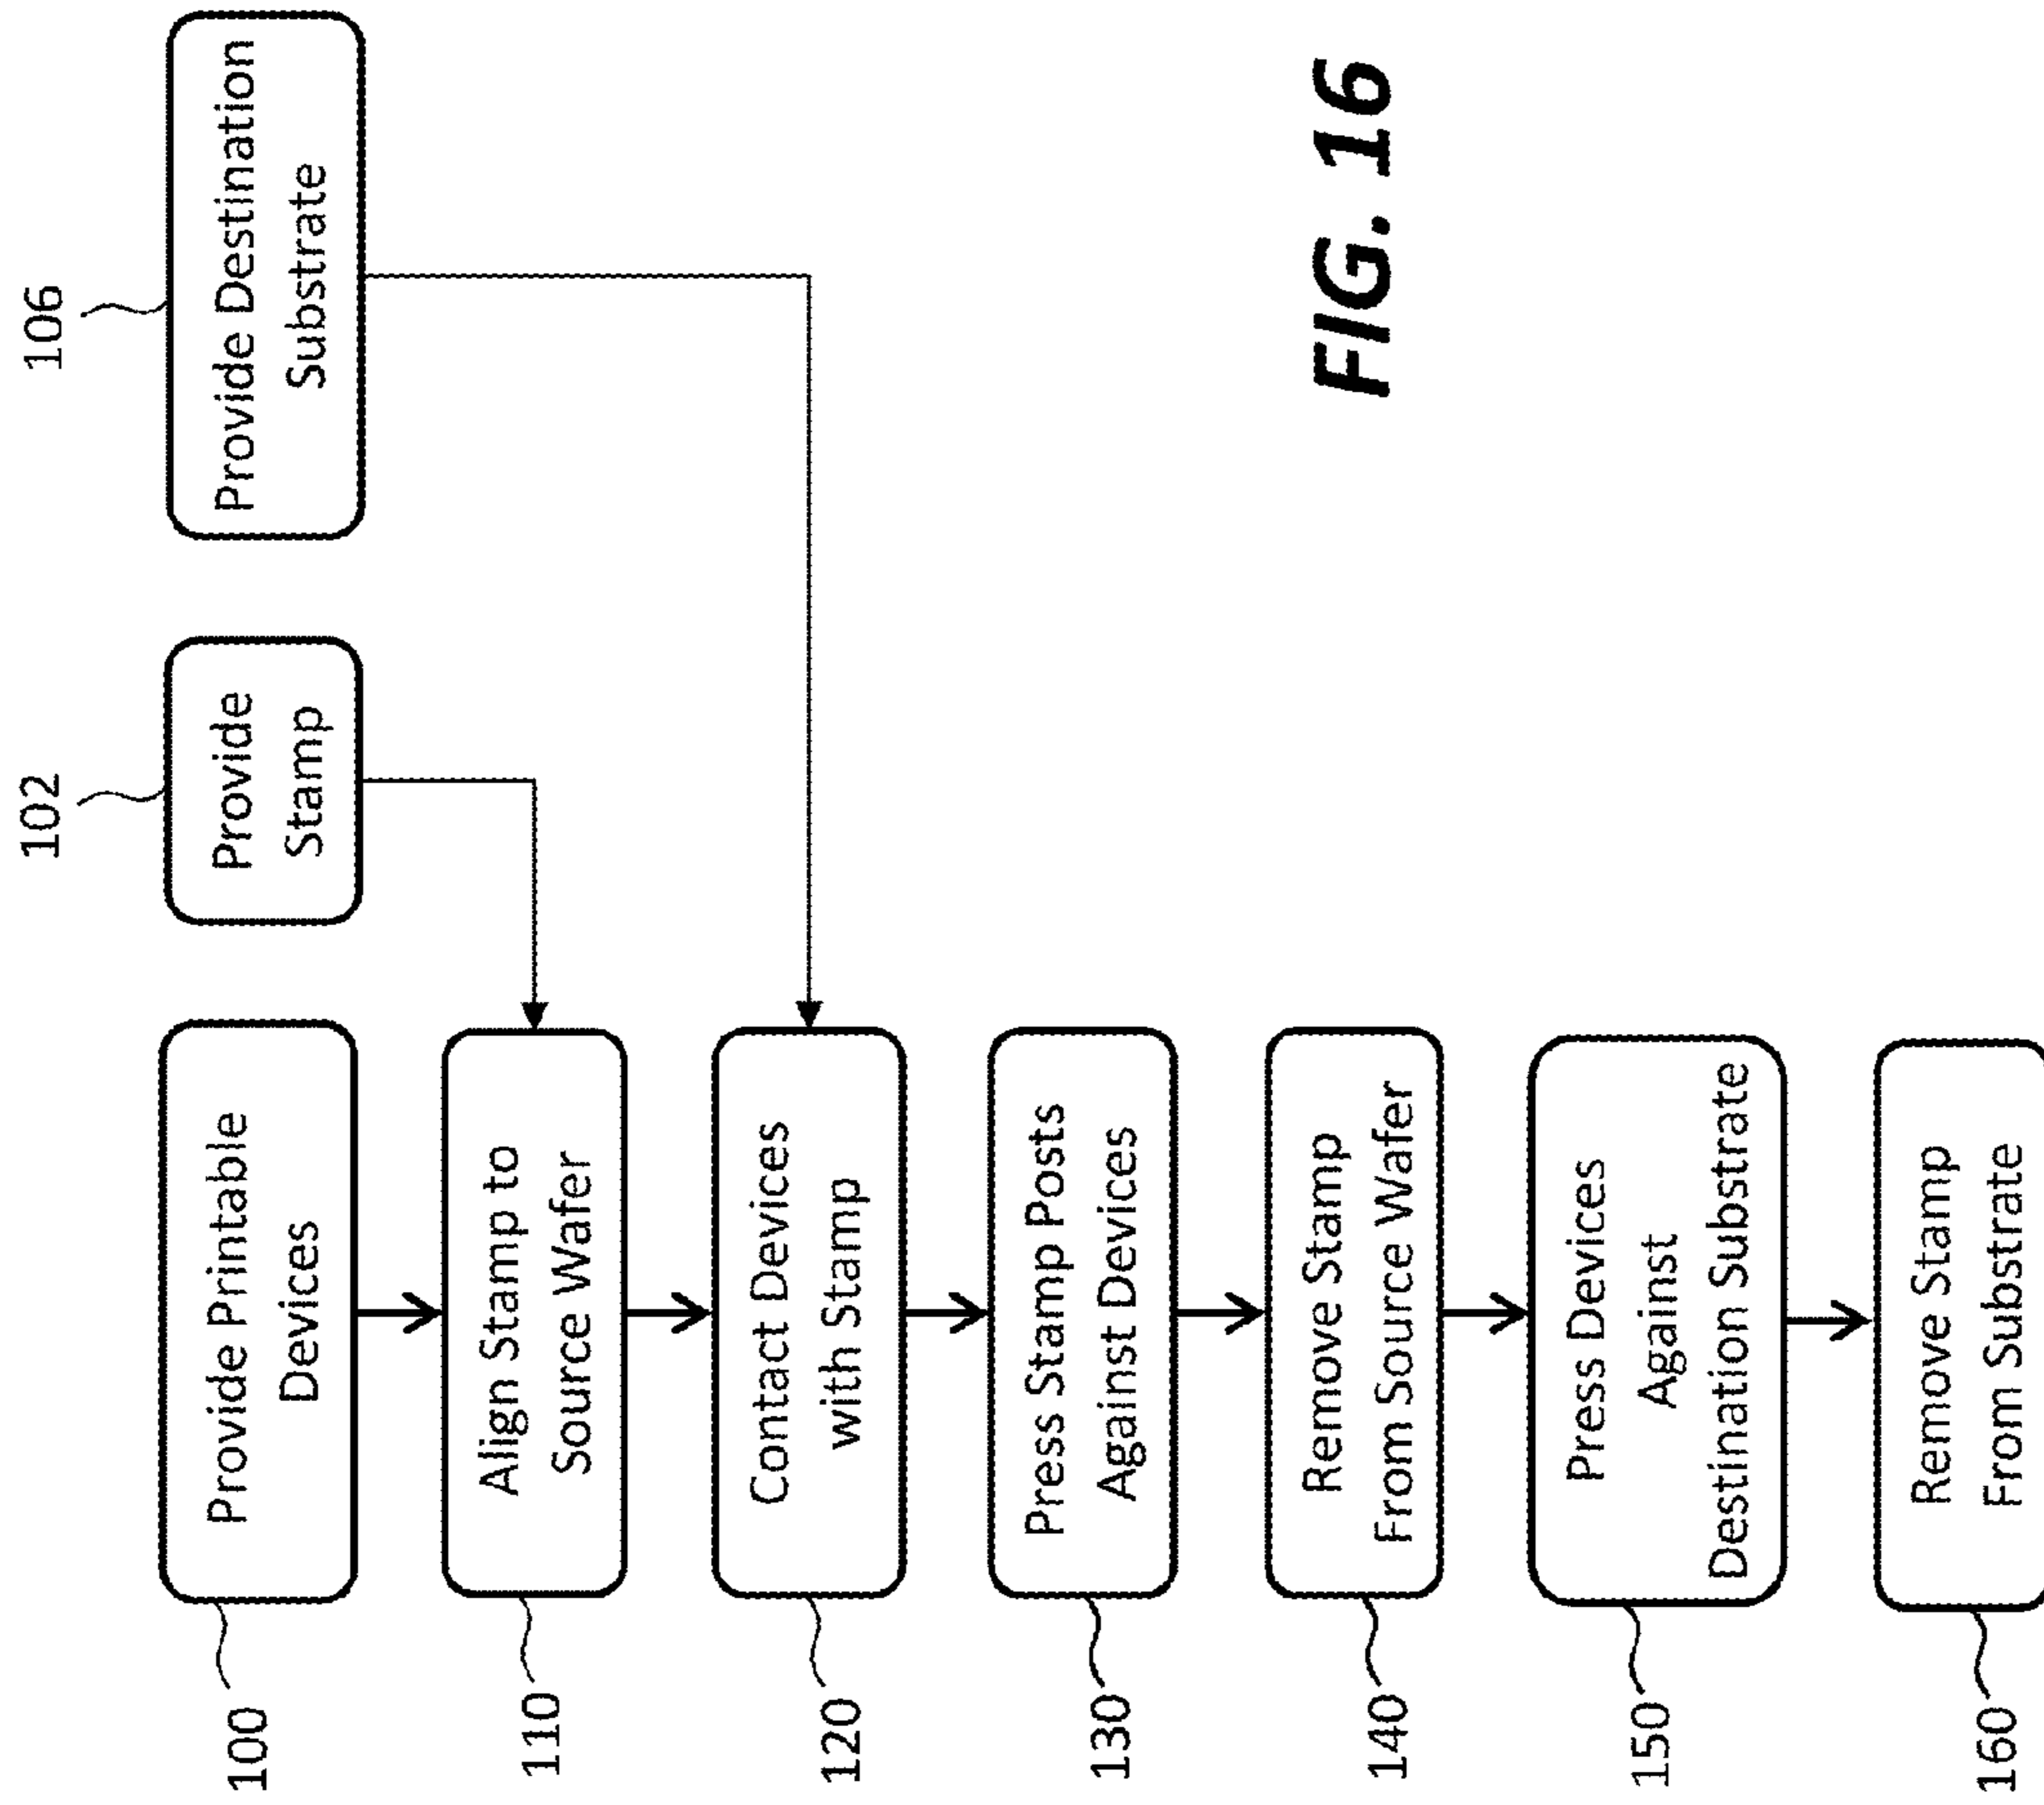 100
Provide Printable
Devices
102
Provide
Stamp
106
Provide Destination
Substrate
110
Align Stamp to
Source Wafer
120
Contact Devices
with Stamp
130
Press Stamp Posts
Against Devices
140
Remove Stamp
From Source Wafer
150
Press Devices
Against
Destination Substrate
160
Remove Stamp
From Substrate
FIG. 16